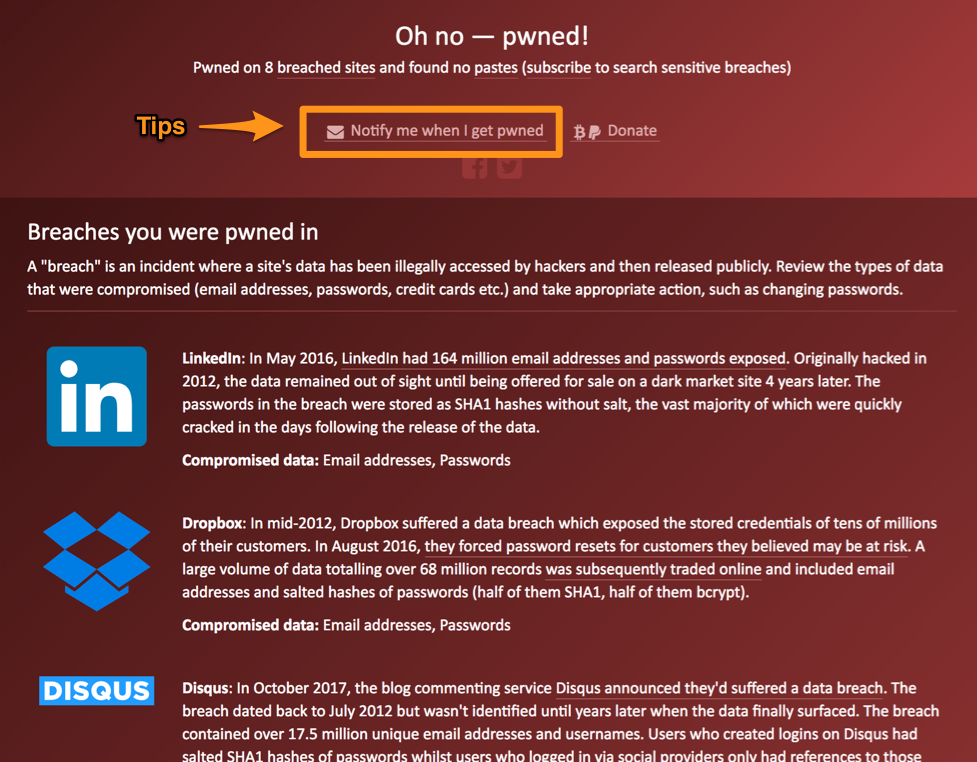 Oh no — pwned!
Pwned on 8 breached sites and found no pastes (subscribe to search sensitive breaches)
Tips
Notify me when I get pwned
Donate
Breaches you were pwned in
A "breach" is an incident where a site's data has been illegally accessed by hackers and then released publicly. Review the types of data
that were compromised (email addresses, passwords, credit cards etc.) and take appropriate action, such as changing passwords.
in
LinkedIn: In May 2016, LinkedIn had 164 million email addresses and passwords exposed. Originally hacked in
2012, the data remained out of sight until being offered for sale on a dark market site 4 years later. The
passwords in the breach were stored as SHA1 hashes without salt, the vast majority of which were quickly
cracked in the days following the release of the data.
Compromised data: Email addresses, Passwords
Dropbox: In mid-2012, Dropbox suffered a data breach which exposed the stored credentials of tens of millions
of their customers. In August 2016, they forced password resets for customers they believed may be at risk. A
large volume of data totalling over 68 million records was subsequently traded online and included email
addresses and salted hashes of passwords (half of them SHA1, half of them bcrypt).
Compromised data: Email addresses, Passwords
DISQUS
Disqus: In October 2017, the blog commenting service Disqus announced they'd suffered a data breach. The
breach dated back to July 2012 but wasn't identified until years later when the data finally surfaced. The breach
contained over 17.5 million unique email addresses and usernames. Users who created logins on Disqus had
salted SHA1 hashes of passwords whilst users who logged in via social providers only had references to those